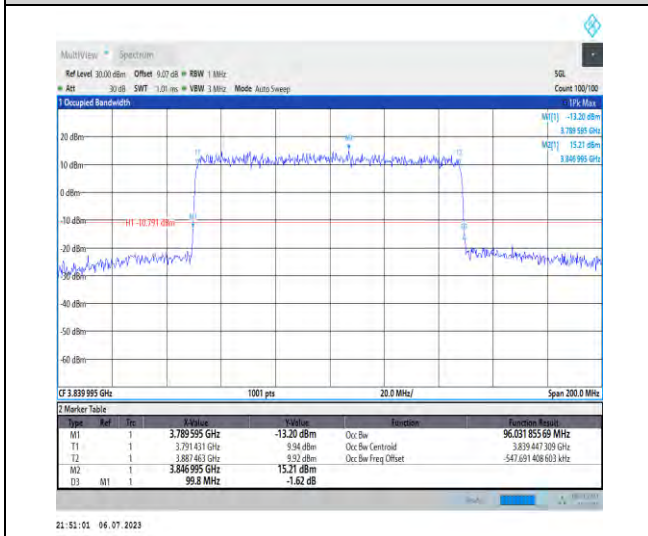 MultiView Spectrum
Ref Level 30.00 dBm Offset 9.07 dB RBW 1 MHz SGL
Att 30 dB SWT 1.01 ms VBW 3 MHz Mode Auto Sweep Count 100/100
1 Occupied Bandwidth 1Pk Max
M1[1] -13.20 dBm
3.789 595 GHz
M2[1] 15.21 dBm
3.846 995 GHz
20 dBm
10 dBm
0 dBm
-10 dBm
H1 -10.791 dBm
-20 dBm
-30 dBm
-40 dBm
-50 dBm
-60 dBm
T1
M2
T2
M1
D3
CF 3.839 995 GHz 1001 pts 20.0 MHz/ Span 200.0 MHz
2 Marker Table
Type Ref Trc X-Value Y-Value Function Function Result
M1 1 3.789 595 GHz -13.20 dBm Occ Bw 96.031 855 69 MHz
T1 1 3.791 431 GHz 9.94 dBm Occ Bw Centroid 3.839 447 309 GHz
T2 1 3.887 463 GHz 9.92 dBm Occ Bw Freq Offset -547.691 408 603 kHz
M2 1 3.846 995 GHz 15.21 dBm
D3 M1 1 99.8 MHz -1.62 dB
21:51:01 06.07.2023